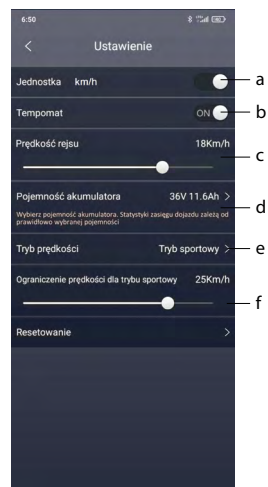 6:50
< Ustawienie
Jednostka km/h
a
Tempomat ON
b
Prędkość rejsu 18Km/h
c
Pojemność akumulatora 36V 11.6Ah >
Wybierz pojemność akumulatora. Statystyki zasięgu dojazdu zależą od
prawidłowo wybranej pojemności
d
Tryb prędkości Tryb sportowy >
e
Ograniczenie prędkości dla trybu sportowy 25Km/h
f
Resetowanie >